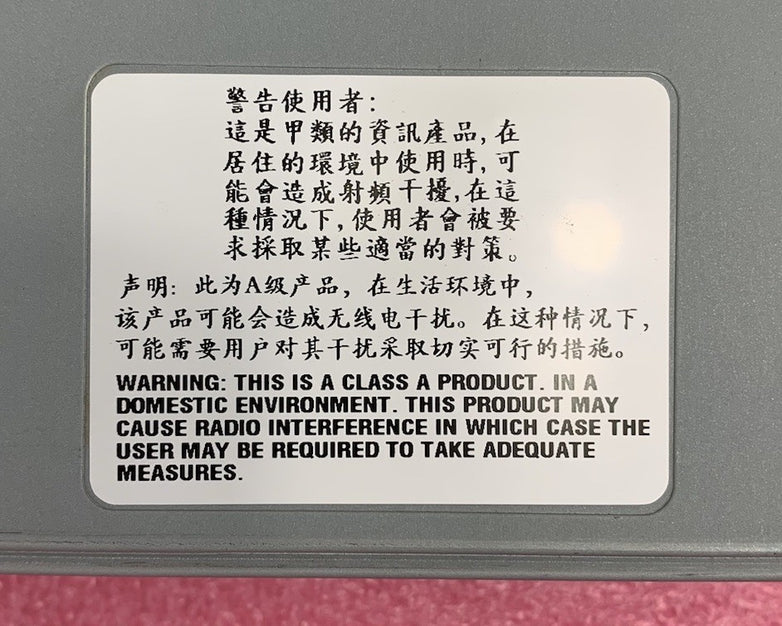 警告使用者：
這是甲類的資訊產品，在
居住的環境中使用時，可
能會造成射頻干擾，在這
種情況下，使用者會被要
求採取某些適當的對策。
声明：此为A级产品，在生活环境中，
该产品可能会造成无线电干扰。在这种情况下，
可能需要用户对其干扰采取切实可行的措施。
WARNING: THIS IS A CLASS A PRODUCT. IN A
DOMESTIC ENVIRONMENT. THIS PRODUCT MAY
CAUSE RADIO INTERFERENCE IN WHICH CASE THE
USER MAY BE REQUIRED TO TAKE ADEQUATE
MEASURES.